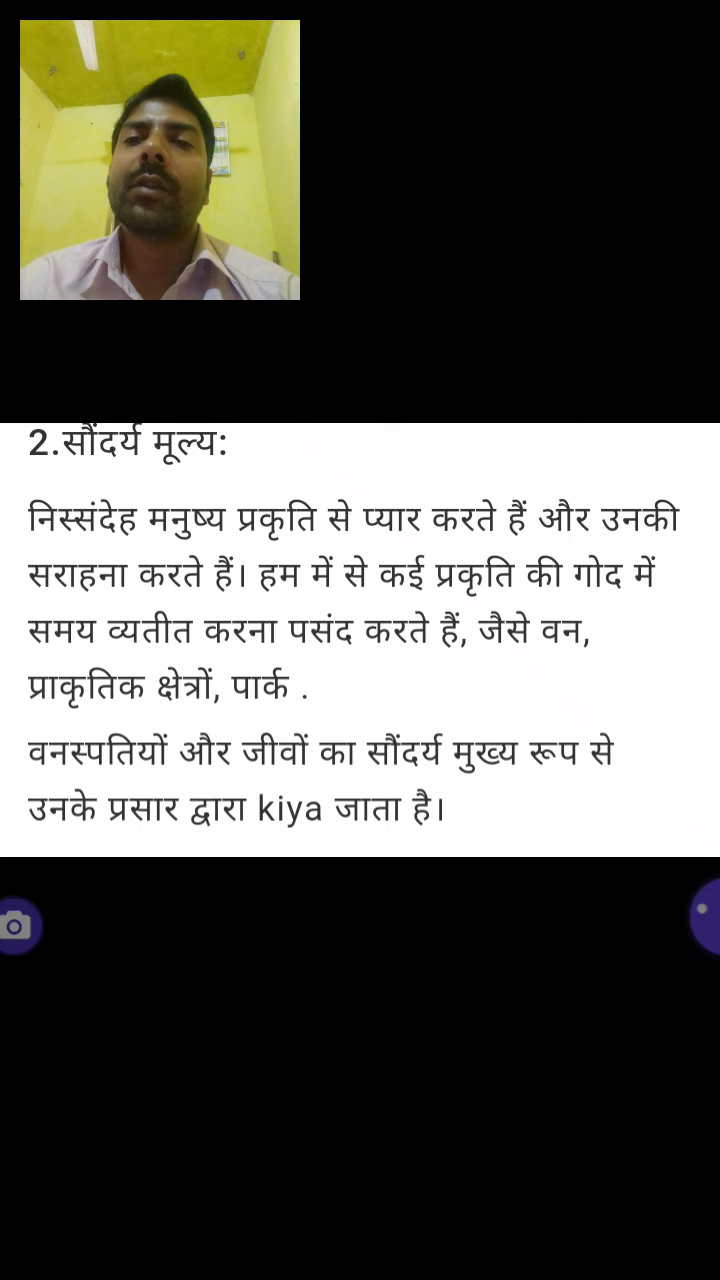 2.सौंदर्य मूल्य:
निस्संदेह मनुष्य प्रकृति से प्यार करते हैं और उनकी
सराहना करते हैं। हम में से कई प्रकृति की गोद में
समय व्यतीत करना पसंद करते हैं, जैसे वन,
प्राकृतिक क्षेत्रों, पार्क .
वनस्पतियों और जीवों का सौंदर्य मुख्य रूप से
उनके प्रसार द्वारा kiya जाता है।